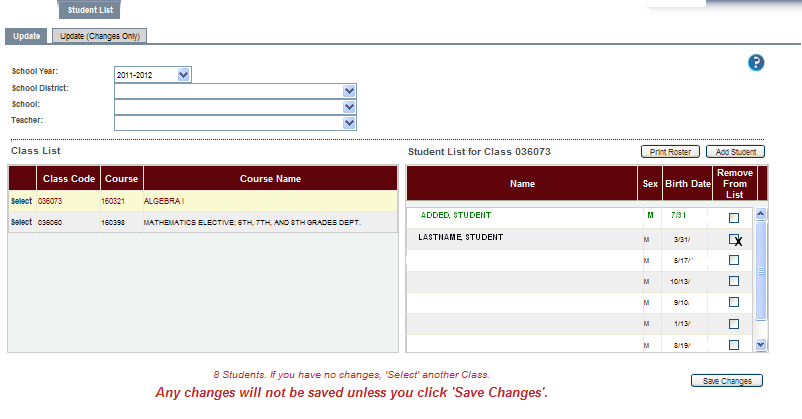 Student List
Update Update (Changes Only)
?
School Year: 2011-2012
School District:
School:
Teacher:
Class List
Student List for Class 036073 Print Roster Add Student
Class Code Course Course Name
Select 036073 160321 ALGEBRA I
Select 036060 160398 MATHEMATICS ELECTIVE; 6TH, 7TH, AND 8TH GRADES DEPT.
Name Sex Birth Date Remove From List
ADDED, STUDENT M 7/31
LASTNAME, STUDENT M 3/31/ X
M 5/17/
M 10/13/
M 9/10/
M 1/13/
M 8/19/
8 Students. If you have no changes, 'Select' another Class.
Any changes will not be saved unless you click 'Save Changes'.
Save Changes